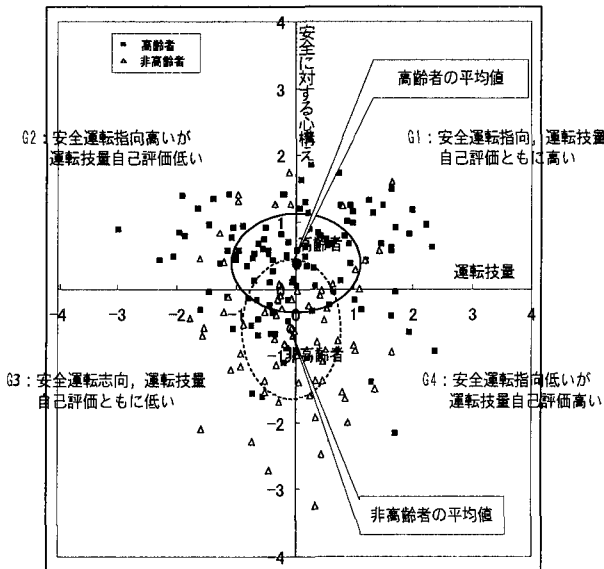 高齢者
非高齢者
安全に対する心構え
高齢者の平均値
G2：安全運転指向高いが
運転技量自己評価低い
G1：安全運転指向，運転技量
自己評価ともに高い
4
3
2
1
高齢者
運転技量
-4
-3
-2
-1
0
1
2
3
4
-1
非高齢者
G3：安全運転志向，運転技量
自己評価ともに低い
G4：安全運転指向低いが
運転技量自己評価高い
-2
-3
-4
非高齢者の平均値